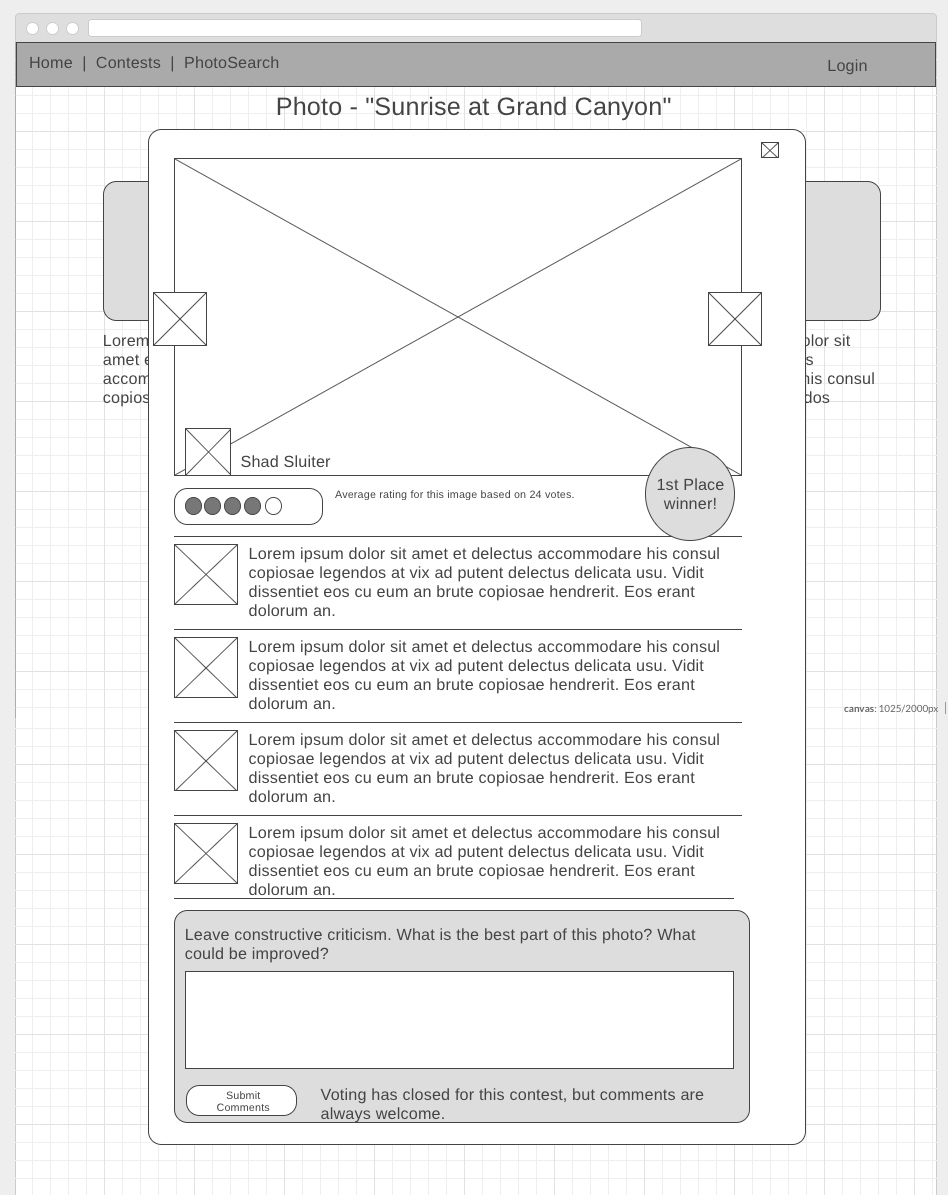 Home | Contests | PhotoSearch
Login
Photo - "Sunrise at Grand Canyon"
Lorem
amet
accom
copios
olor sit
s
his consul
dos
Shad Sluiter
Average rating for this image based on 24 votes.
1st Place
winner!
Lorem ipsum dolor sit amet et delectus accommodare his consul
copiosae legendos at vix ad putent delectus delicata usu. Vidit
dissentiet eos cu eum an brute copiosae hendrerit. Eos erant
dolorum an.
Lorem ipsum dolor sit amet et delectus accommodare his consul
copiosae legendos at vix ad putent delectus delicata usu. Vidit
dissentiet eos cu eum an brute copiosae hendrerit. Eos erant
dolorum an.
canvas: 1025/2000px
Lorem ipsum dolor sit amet et delectus accommodare his consul
copiosae legendos at vix ad putent delectus delicata usu. Vidit
dissentiet eos cu eum an brute copiosae hendrerit. Eos erant
dolorum an.
Lorem ipsum dolor sit amet et delectus accommodare his consul
copiosae legendos at vix ad putent delectus delicata usu. Vidit
dissentiet eos cu eum an brute copiosae hendrerit. Eos erant
dolorum an.
Leave constructive criticism. What is the best part of this photo? What
could be improved?
Submit
Comments
Voting has closed for this contest, but comments are
always welcome.